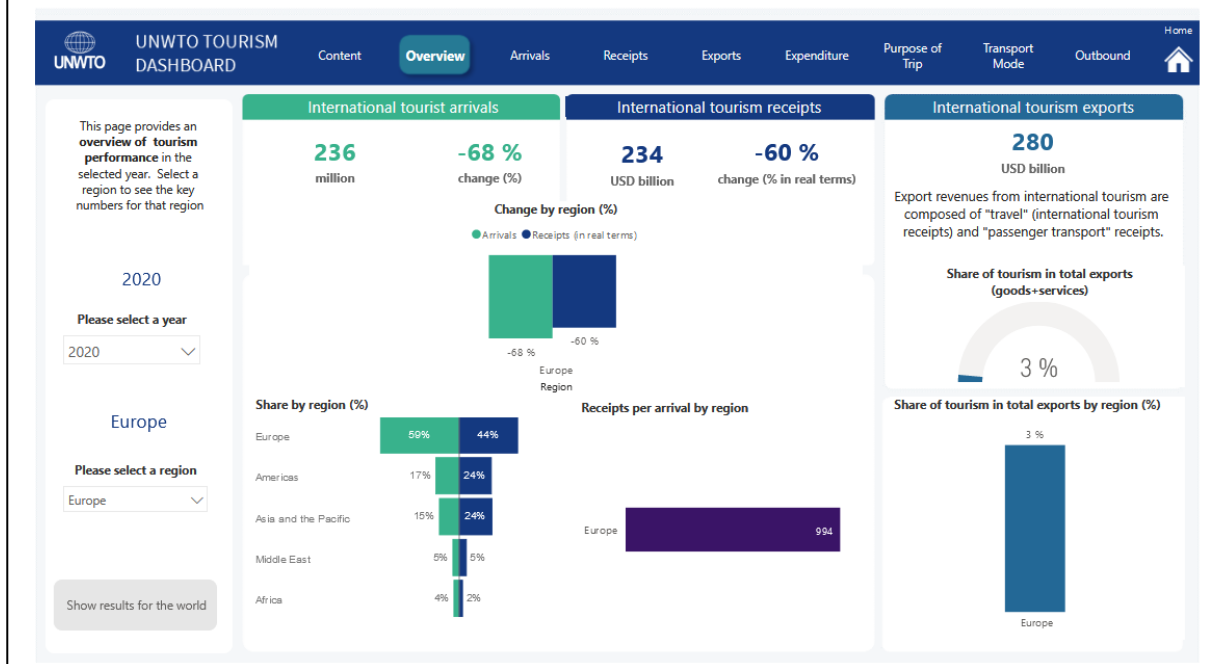 UNWTO
UNWTO TOURISM
DASHBOARD
Content
Overview
Arrivals
Receipts
Exports
Expenditure
Purpose of
Trip
Transport
Mode
Outbound
Home
This page provides an
overview of tourism
performance in the
selected year. Select a
region to see the key
numbers for that region
2020
Please select a year
2020
Europe
Please select a region
Europe
Show results for the world
International tourist arrivals
236
million
-68 %
change (%)
International tourism receipts
234
USD billion
-60 %
change (% in real terms)
Change by region (%)
Arrivals Receipts (in real terms)
-68 %
-60 %
Europe
Region
Share by region (%)
Europe 59% 44%
Americas 17% 24%
Asia and the Pacific 15% 24%
Middle East 5% 5%
Africa 4% 2%
Receipts per arrival by region
Europe 994
International tourism exports
280
USD billion
Export revenues from international tourism are
composed of "travel" (international tourism
receipts) and "passenger transport" receipts.
Share of tourism in total exports
(goods+services)
3 %
Share of tourism in total exports by region (%)
3 %
Europe